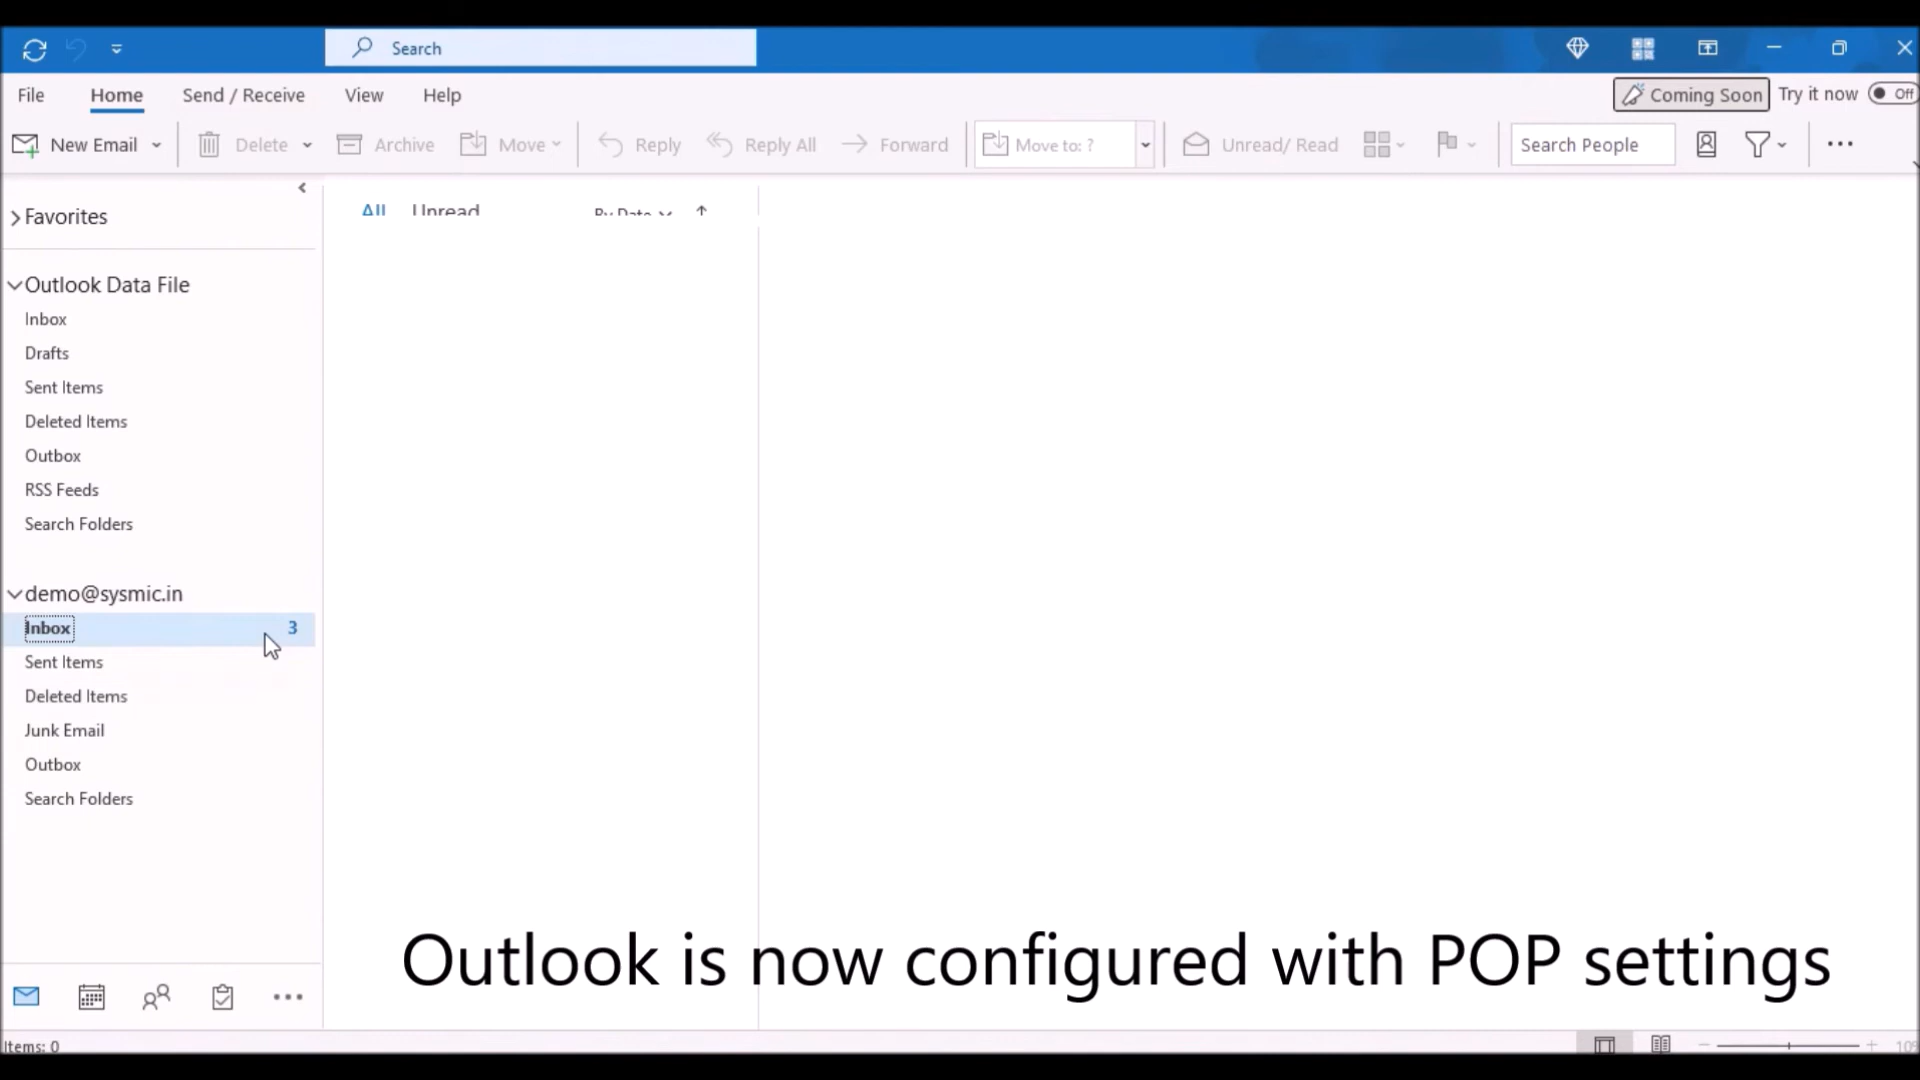 Search
File Home Send / Receive View Help Coming Soon Try it now Off
New Email Delete Archive Move Reply Reply All Forward Move to: ? Unread/ Read Search People
Favorites
All Unread By Date
Outlook Data File
Inbox
Drafts
Sent Items
Deleted Items
Outbox
RSS Feeds
Search Folders
demo@sysmic.in
Inbox 3
Sent Items
Deleted Items
Junk Email
Outbox
Search Folders
Outlook is now configured with POP settings
Items: 0